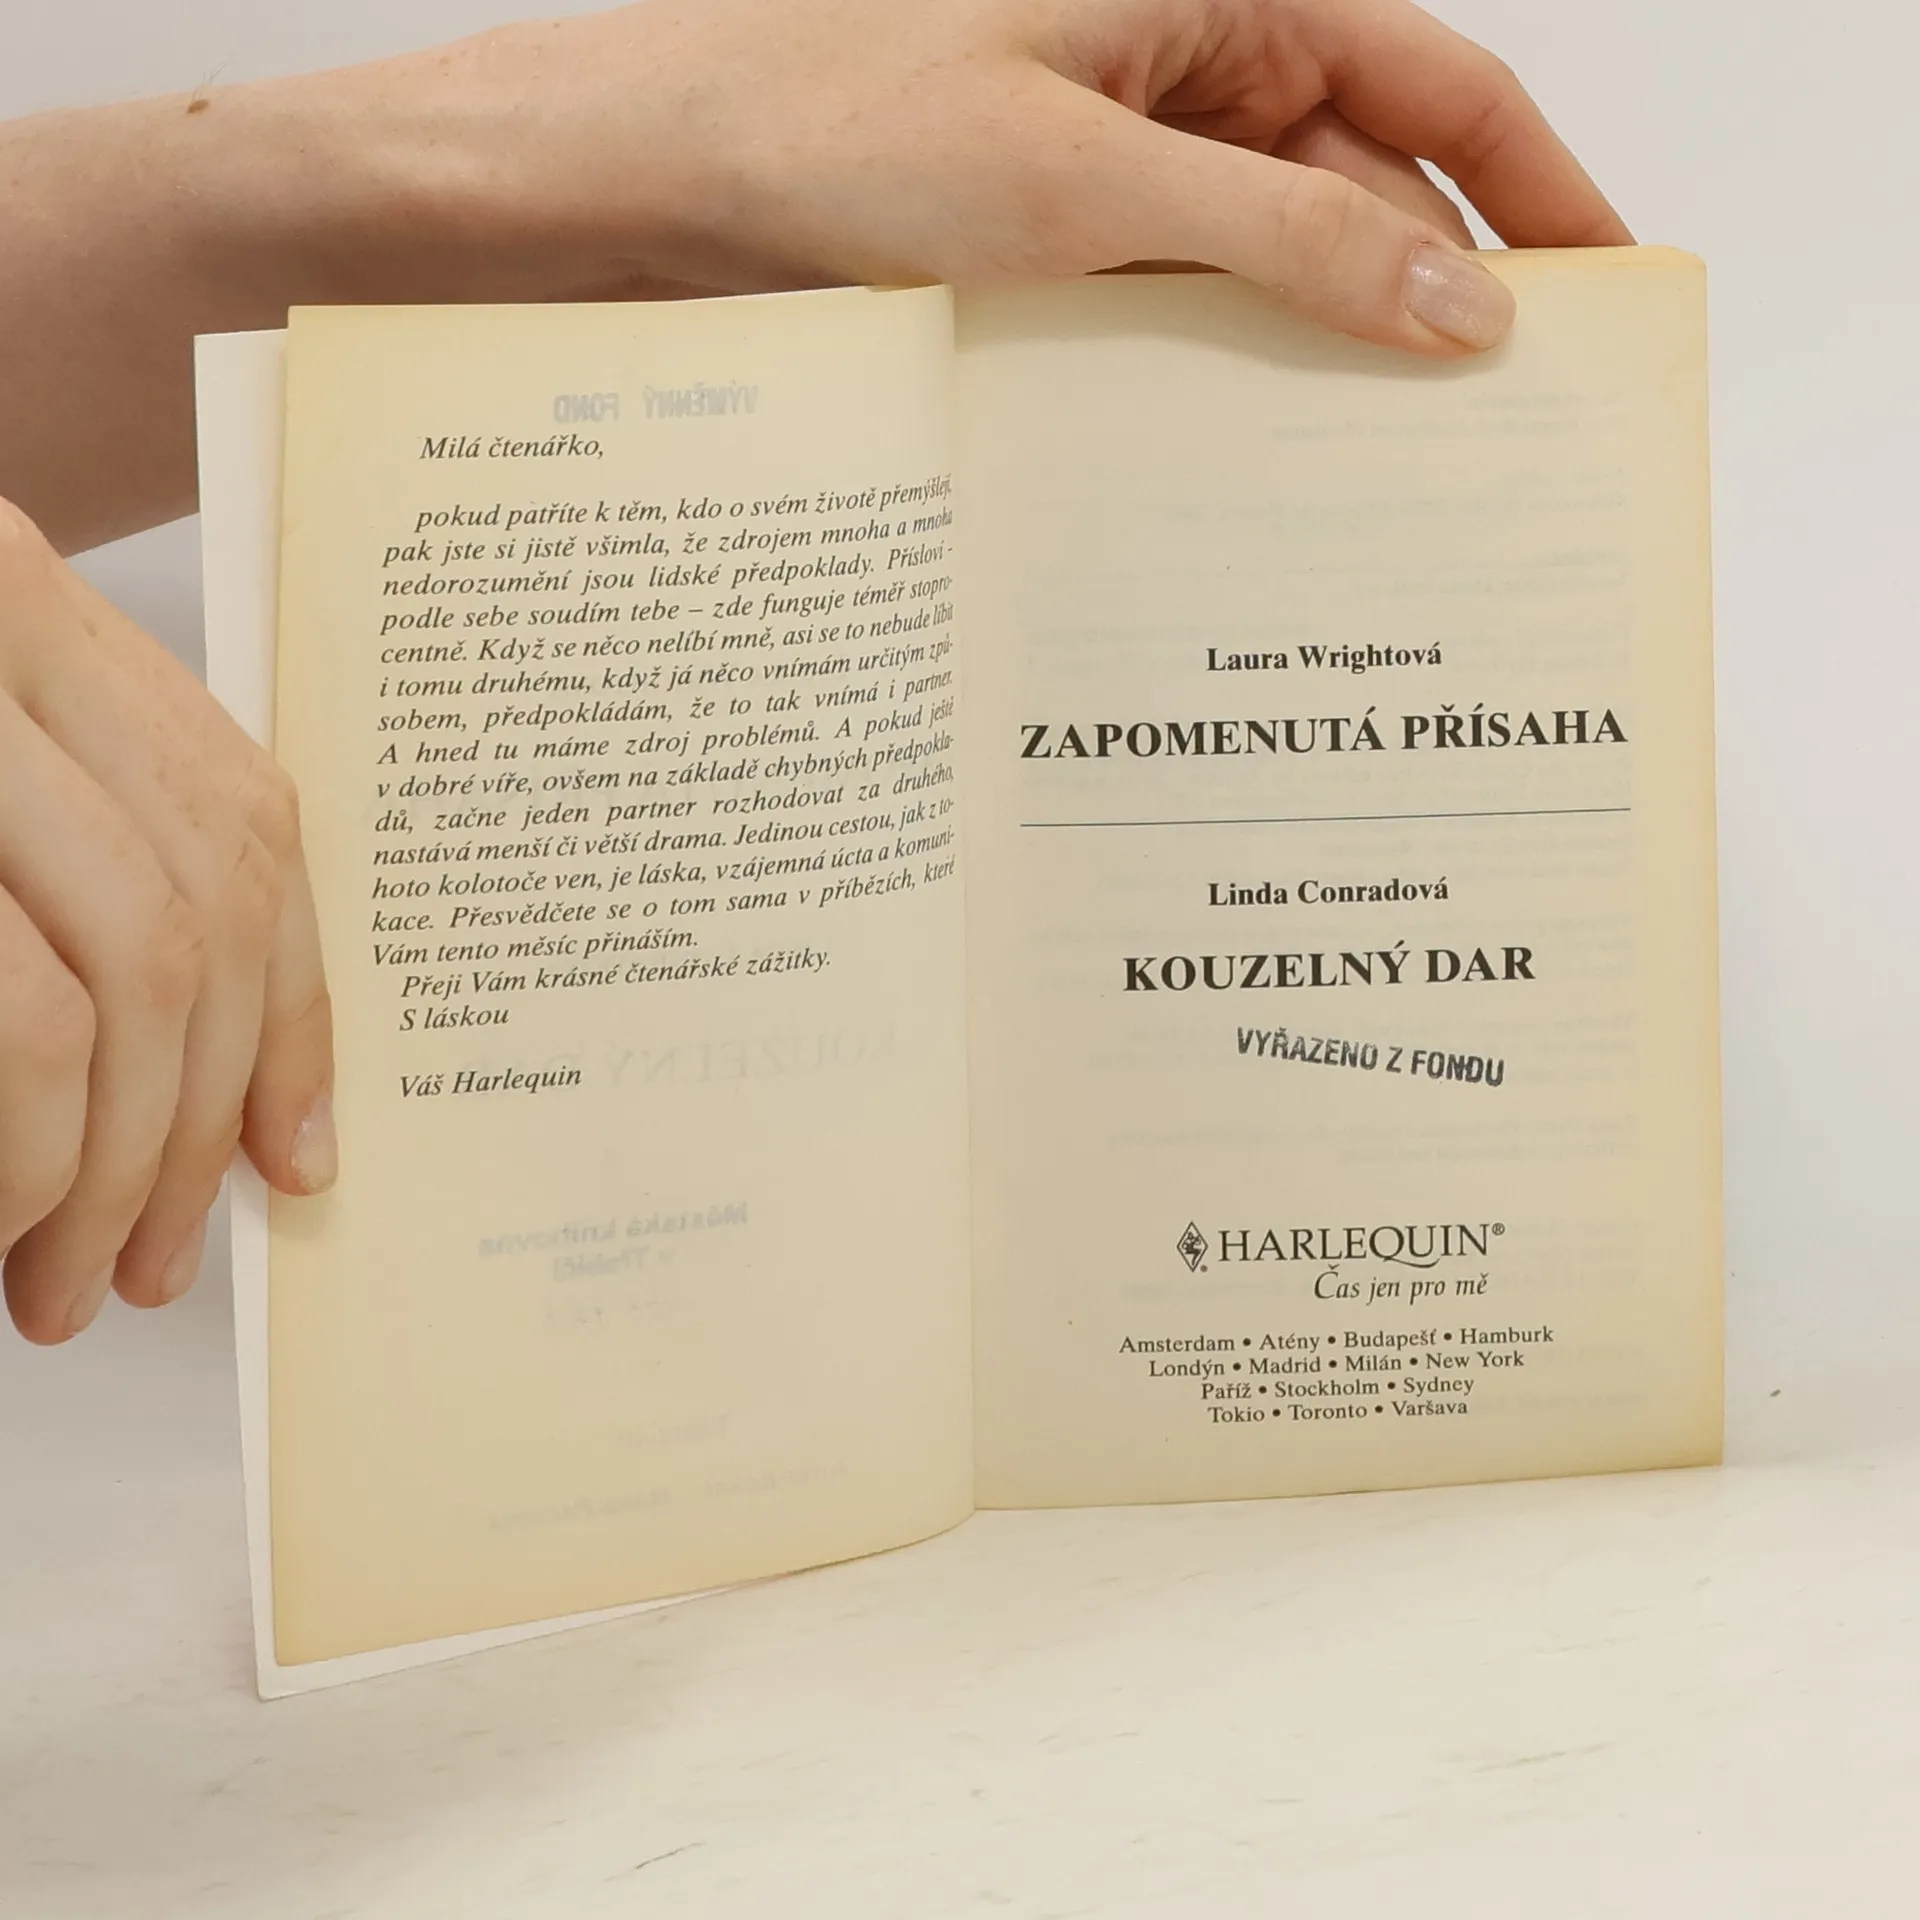 VÝMĚNNÝ FOND
Milá čtenářko,
pokud patříte k těm, kdo o svém životě přemýšlejí,
pak jste si jistě všimla, že zdrojem mnoha a mnoha
nedorozumění jsou lidské předpoklady. Přísloví -
podle sebe soudím tebe – zde funguje téměř stopro-
centně. Když se něco nelíbí mně, asi se to nebude líbit
i tomu druhému, když já něco vnímám určitým způ-
sobem, předpokládám, že to tak vnímá i partner.
A hned tu máme zdroj problémů. A pokud ještě
v dobré víře, ovšem na základě chybných předpokla-
dů, začne jeden partner rozhodovat za druhého,
nastává menší či větší drama. Jedinou cestou, jak z to-
hoto kolotoče ven, je láska, vzájemná úcta a komuni-
kace. Přesvědčete se o tom sama v příbězích, které
Vám tento měsíc přináším.
Přeji Vám krásné čtenářské zážitky.
S láskou
Váš Harlequin
KOUZELNÝ DAR
Městská knihovna
Laura Wrightová
ZAPOMENUTÁ PŘÍSAHA
Linda Conradová
KOUZELNÝ DAR
VYŘAZENO Z FONDU
HARLEQUIN®
Čas jen pro mě
Amsterdam • Atény • Budapešť • Hamburk
Londýn • Madrid • Milán • New York
Paříž • Stockholm • Sydney
Tokio • Toronto • Varšava